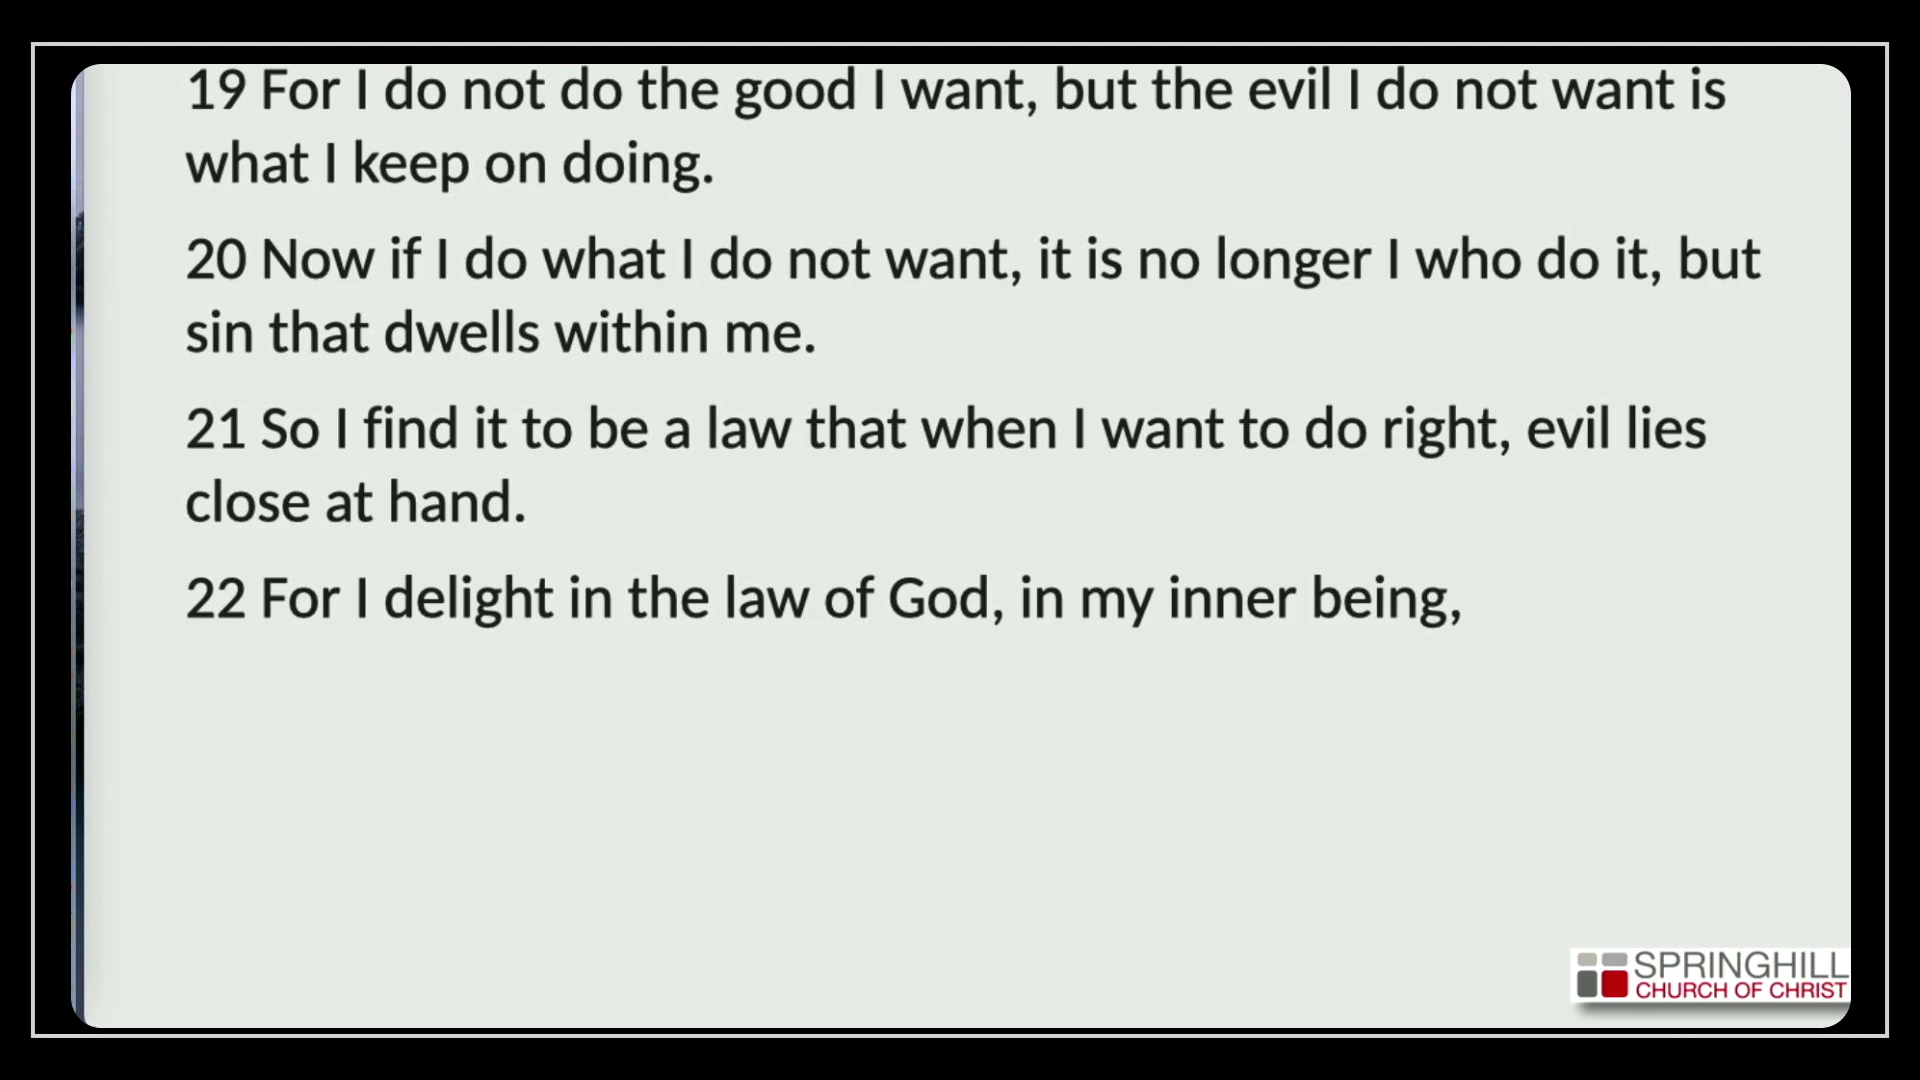 19 For I do not do the good I want, but the evil I do not want is
what I keep on doing.
20 Now if I do what I do not want, it is no longer I who do it, but
sin that dwells within me.
21 So I find it to be a law that when I want to do right, evil lies
close at hand.
22 For I delight in the law of God, in my inner being,
SPRINGHILL
CHURCH OF CHRIST